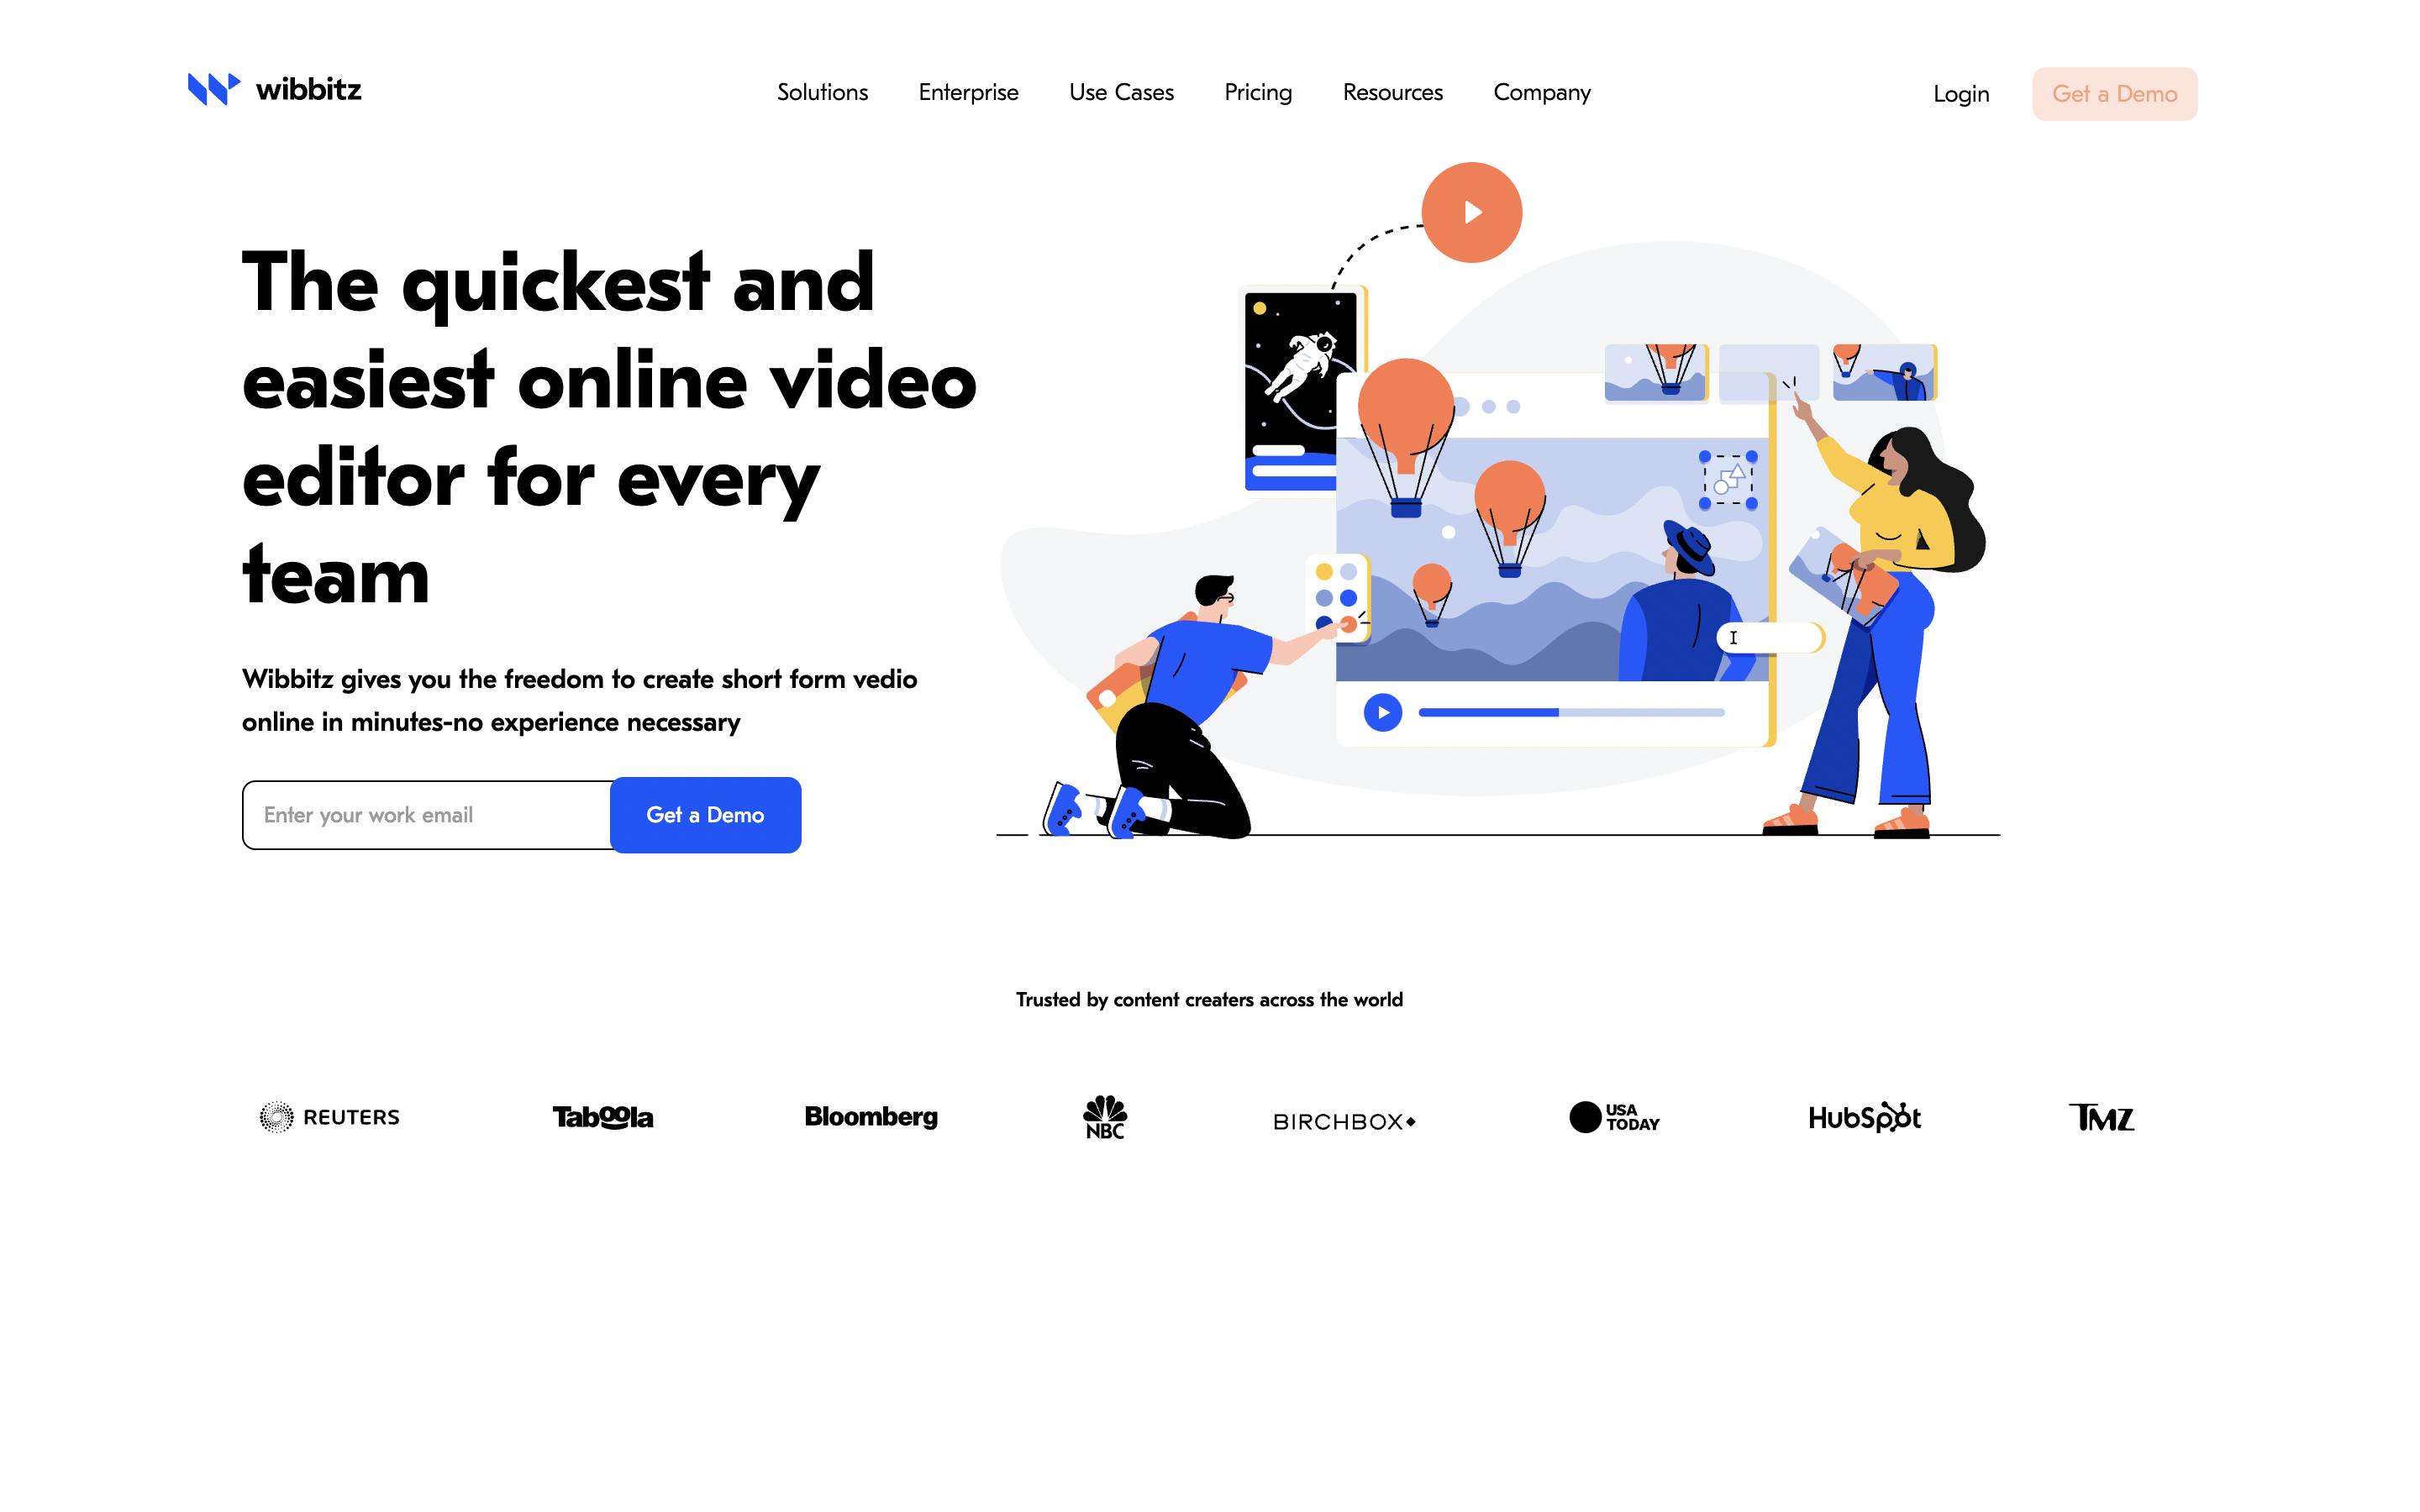 wibbitz
Solutions Enterprise Use Cases Pricing Resources Company
Login Get a Demo
The quickest and
easiest online video
editor for every
team
Wibbitz gives you the freedom to create short form vedio
online in minutes-no experience necessary
Enter your work email Get a Demo
Trusted by content creaters across the world
REUTERS Taboola Bloomberg NBC BIRCHBOX USA TODAY HubSpot TMZ